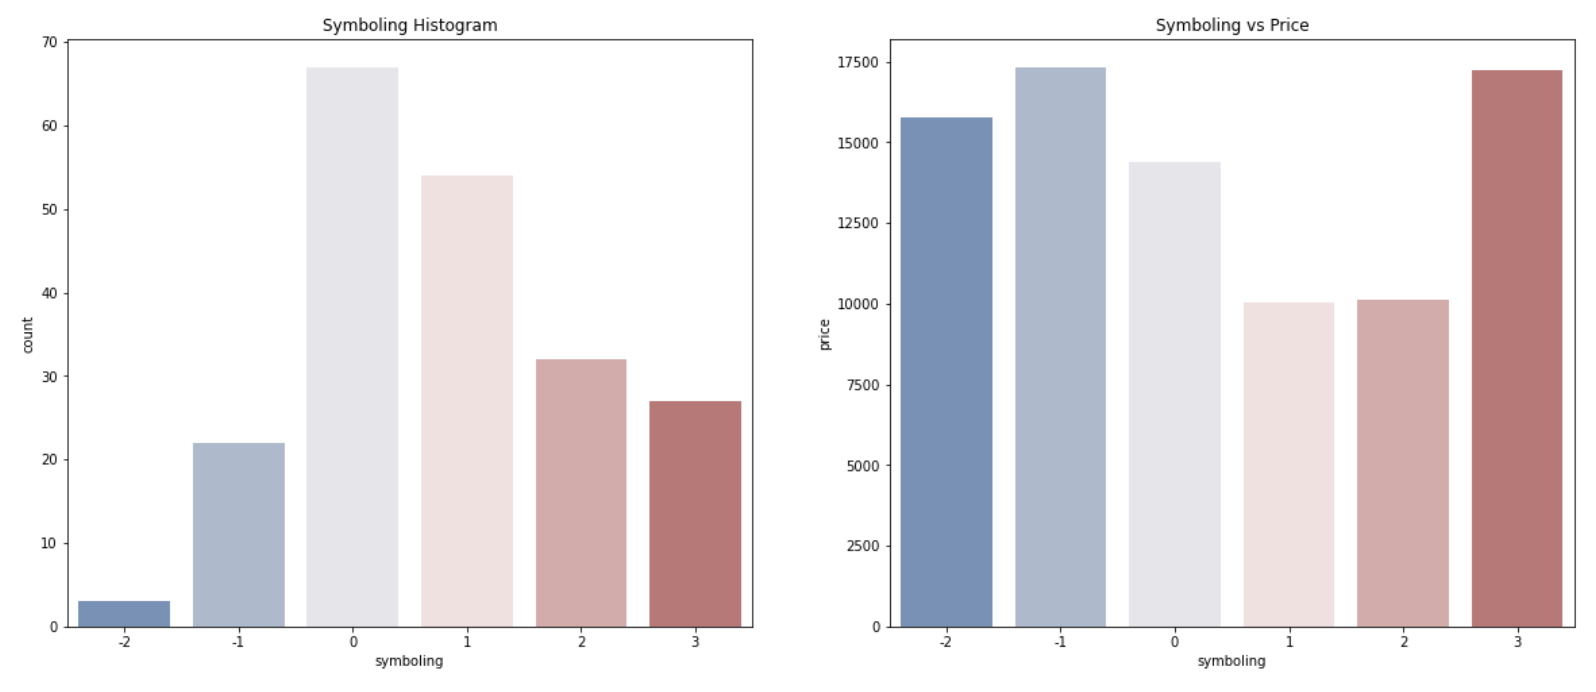 Symboling Histogram
70
60
50
40
30
20
10
0
count
-2 -1 0 1 2 3
symboling
Symboling vs Price
17500
15000
12500
10000
7500
5000
2500
0
price
-2 -1 0 1 2 3
symboling